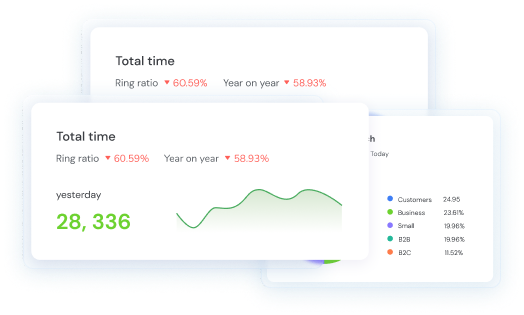 Total time
Ring ratio ▼ 60.59% Year on year ▼ 58.93%
Total time
Ring ratio ▼ 60.59% Year on year ▼ 58.93%
yesterday
28, 336
Today
Customers 24.95
Business 23.61%
Small 19.96%
B2B 19.96%
B2C 11.52%